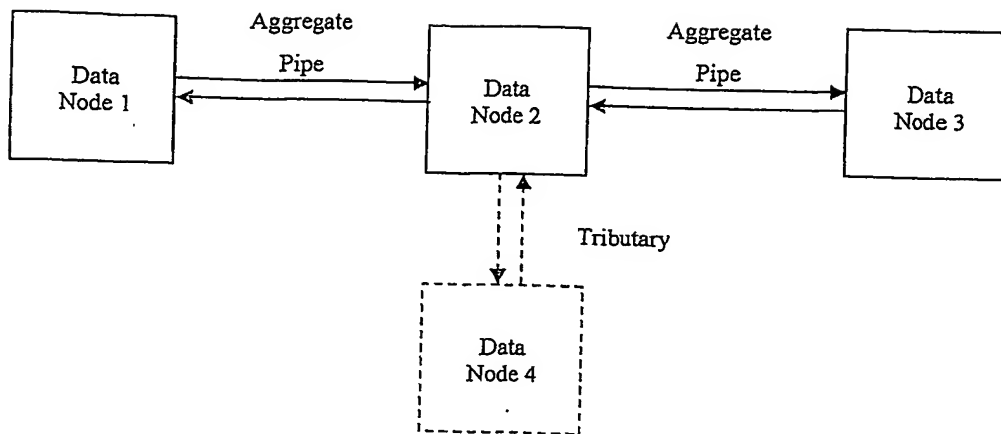 Aggregate
Pipe
Aggregate
Pipe
Data
Node 1
Data
Node 2
Data
Node 3
Tributary
Data
Node 4